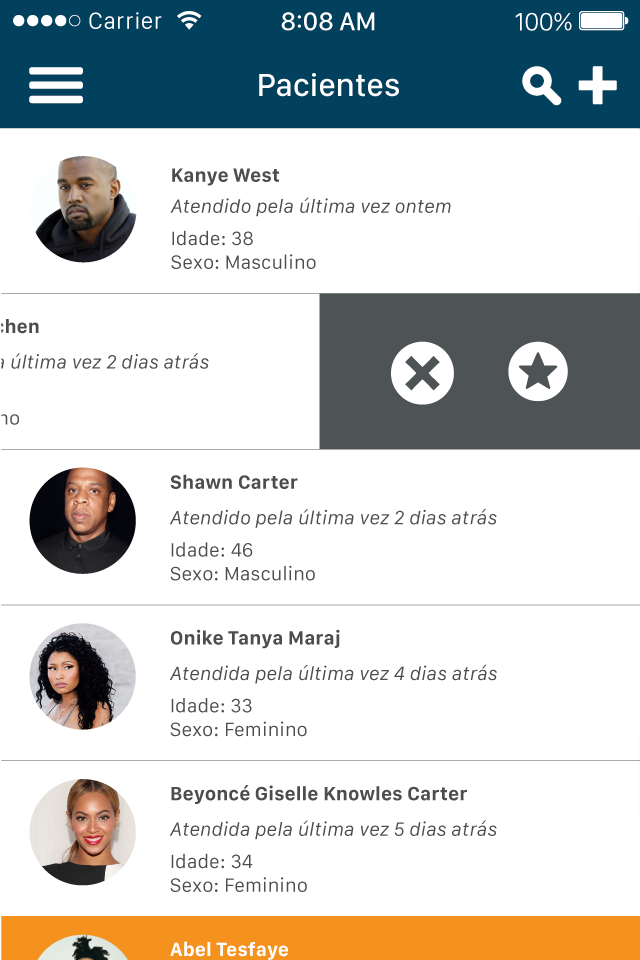 Carrier 8:08 AM 100%
Pacientes
Kanye West
Atendido pela última vez ontem
Idade: 38
Sexo: Masculino
chen
última vez 2 dias atrás
no
Shawn Carter
Atendido pela última vez 2 dias atrás
Idade: 46
Sexo: Masculino
Onike Tanya Maraj
Atendida pela última vez 4 dias atrás
Idade: 33
Sexo: Feminino
Beyoncé Giselle Knowles Carter
Atendida pela última vez 5 dias atrás
Idade: 34
Sexo: Feminino
Abel Tesfaye